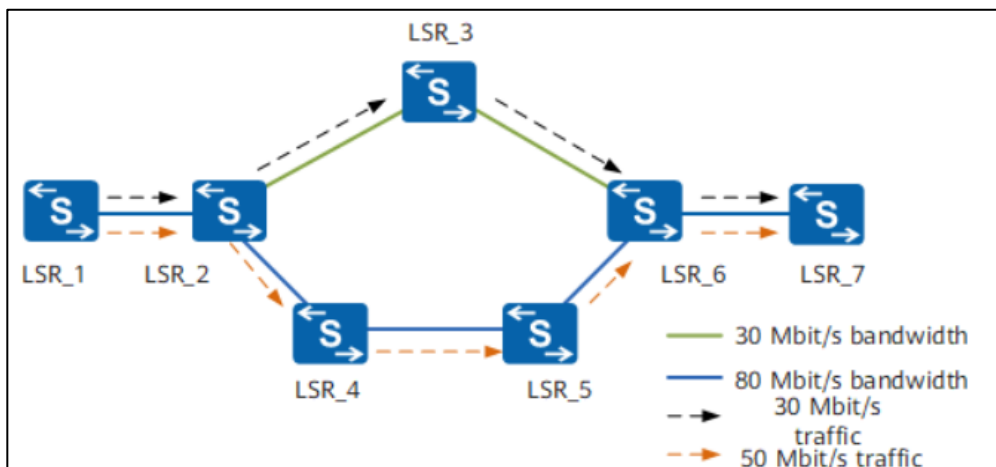 LSR_3
S
S
S
S
S
LSR_1
LSR_2
LSR_6
LSR_7
S
S
LSR_4
LSR_5
30 Mbit/s bandwidth
80 Mbit/s bandwidth
30 Mbit/s
traffic
50 Mbit/s traffic